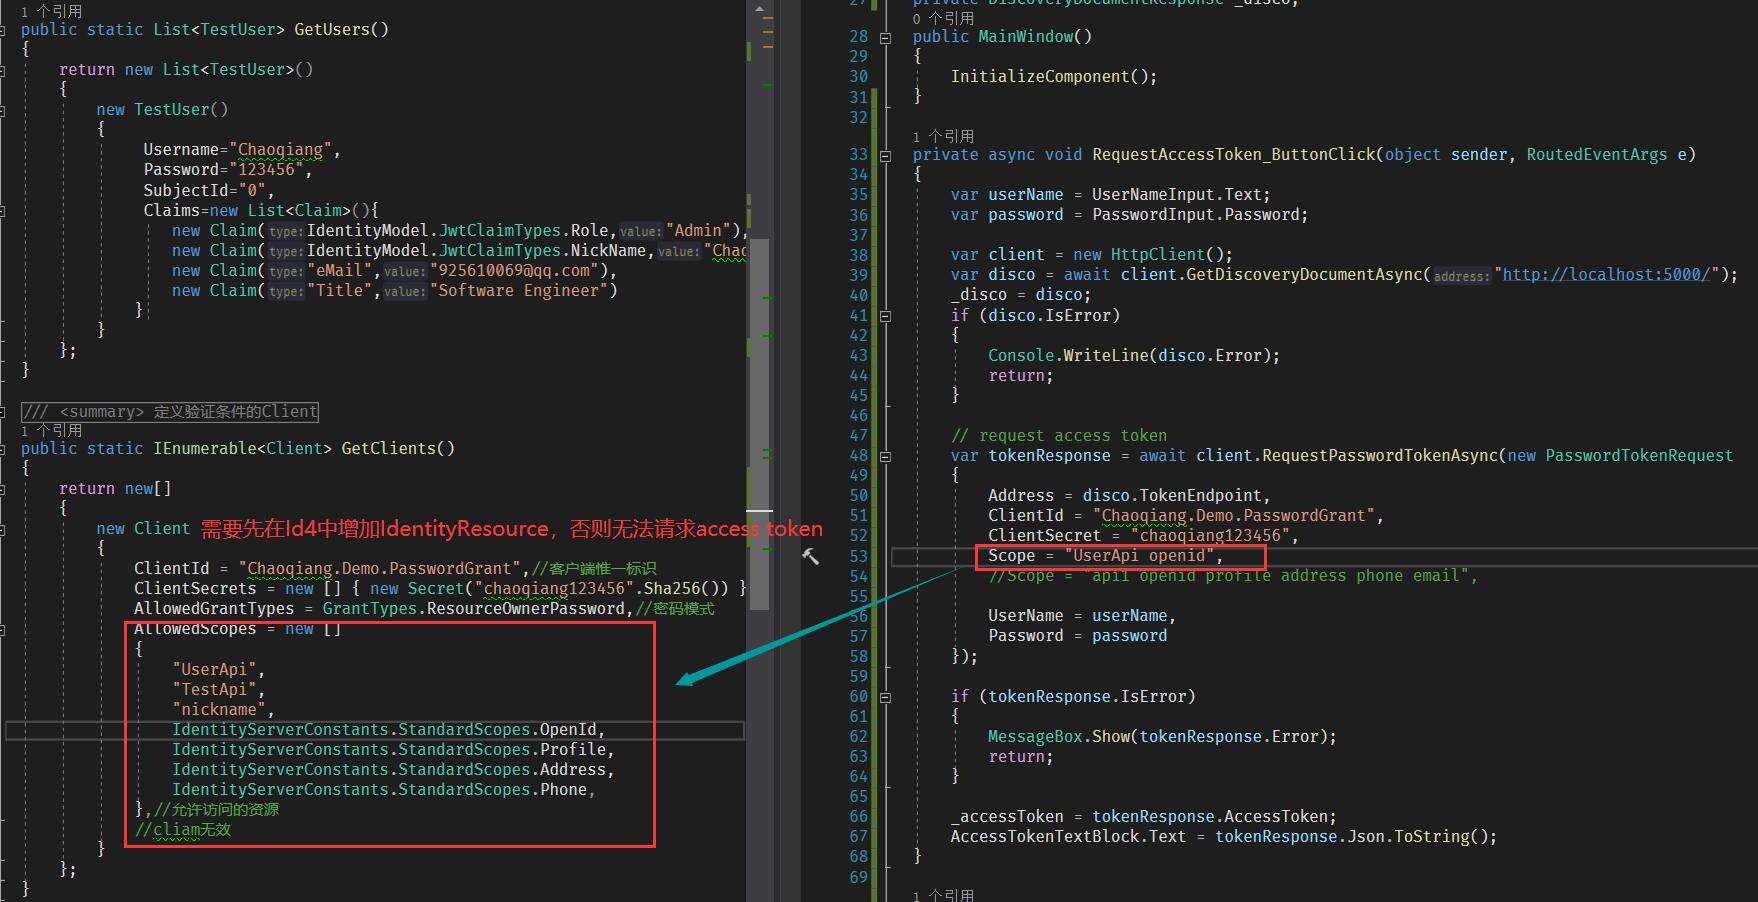 1 个引用
public static List<TestUser> GetUsers()
{
return new List<TestUser>()
{
new TestUser()
{
Username="Chaoqiang",
Password="123456",
SubjectId="0",
Claims=new List<Claim>(){
new Claim(type:IdentityModel.JwtClaimTypes.Role,value:"Admin"),
new Claim(type:IdentityModel.JwtClaimTypes.NickName,value:"Chao
new Claim(type:"eMail",value:"925610069@qq.com"),
new Claim(type:"Title",value:"Software Engineer")
}
}
};
}
/// <summary> 定义验证条件的Client
1 个引用
public static IEnumerable<Client> GetClients()
{
return new[]
{
new Client 需要先在Id4中增加IdentityResource，否则无法请求access token
{
ClientId = "Chaoqiang.Demo.PasswordGrant",//客户端惟一标识
ClientSecrets = new [] { new Secret("chaoqiang123456".Sha256()) }
AllowedGrantTypes = GrantTypes.ResourceOwnerPassword,//密码模式
AllowedScopes = new []
{
"UserApi",
"TestApi",
"nickname",
IdentityServerConstants.StandardScopes.OpenId,
IdentityServerConstants.StandardScopes.Profile,
IdentityServerConstants.StandardScopes.Address,
IdentityServerConstants.StandardScopes.Phone,
},//允许访问的资源
//cliam无效
}
};
}
27 private DiscoveryDocumentResponse _disco;
0 个引用
28 public MainWindow()
29 {
30 InitializeComponent();
31 }
32
1 个引用
33 private async void RequestAccessToken_ButtonClick(object sender, RoutedEventArgs e)
34 {
35 var userName = UserNameInput.Text;
36 var password = PasswordInput.Password;
37
38 var client = new HttpClient();
39 var disco = await client.GetDiscoveryDocumentAsync(address:"http://localhost:5000/");
40 _disco = disco;
41 if (disco.IsError)
42 {
43 Console.WriteLine(disco.Error);
44 return;
45 }
46
47 // request access token
48 var tokenResponse = await client.RequestPasswordTokenAsync(new PasswordTokenRequest
49 {
50 Address = disco.TokenEndpoint,
51 ClientId = "Chaoqiang.Demo.PasswordGrant",
52 ClientSecret = "chaoqiang123456",
53 Scope = "UserApi openid",
54 //Scope = "api1 openid profile address phone email",
55
56 UserName = userName,
57 Password = password
58 });
59
60 if (tokenResponse.IsError)
61 {
62 MessageBox.Show(tokenResponse.Error);
63 return;
64 }
65
66 _accessToken = tokenResponse.AccessToken;
67 AccessTokenTextBlock.Text = tokenResponse.Json.ToString();
68 }
69
1 个引用